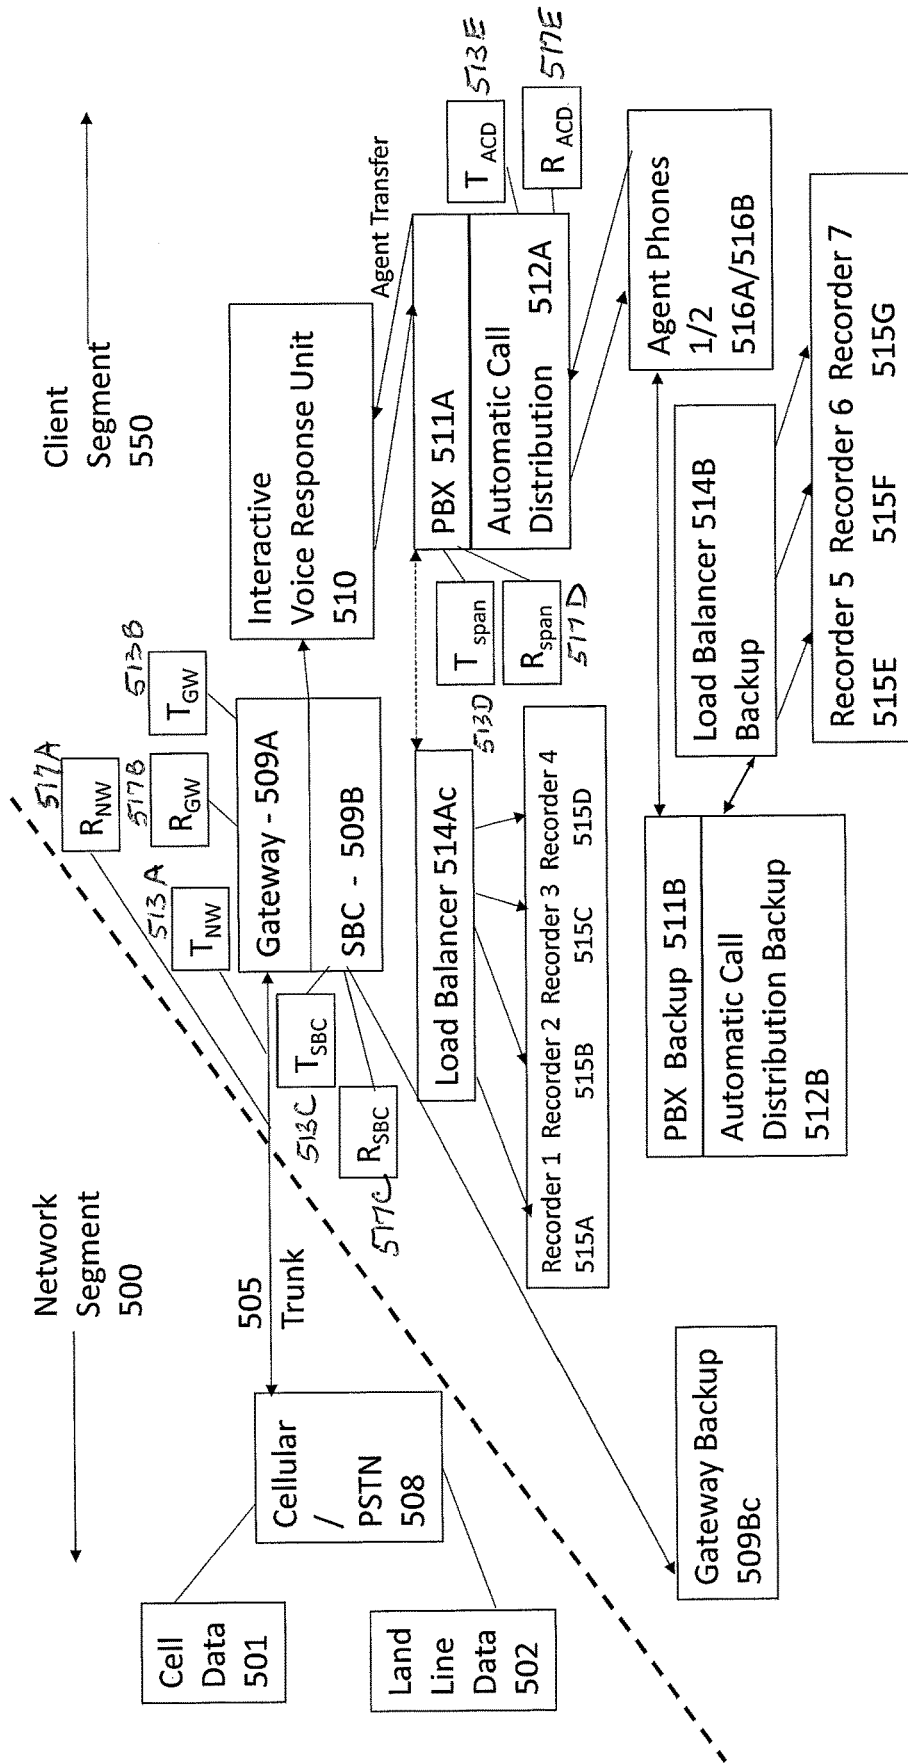 Network
Segment
500
Client
Segment
550
Cell
Data
501
Land
Line
Data
502
Cellular
/
PSTN
508
505
Trunk
513A
T NW
517A
R NW
517B
R GW
513B
T GW
Gateway - 509A
SBC - 509B
513C
T SBC
517C
R SBC
Interactive
Voice Response Unit
510
Agent Transfer
PBX 511A
Automatic Call
Distribution 512A
T ACD
513E
R ACD
517E
T span
513D
R span
517D
Load Balancer 514Ac
Recorder 1 Recorder 2 Recorder 3 Recorder 4
515A 515B 515C 515D
Agent Phones
1/2
516A/516B
Gateway Backup
509Bc
PBX Backup 511B
Automatic Call
Distribution Backup
512B
Load Balancer 514B
Backup
Recorder 5 Recorder 6 Recorder 7
515E 515F 515G